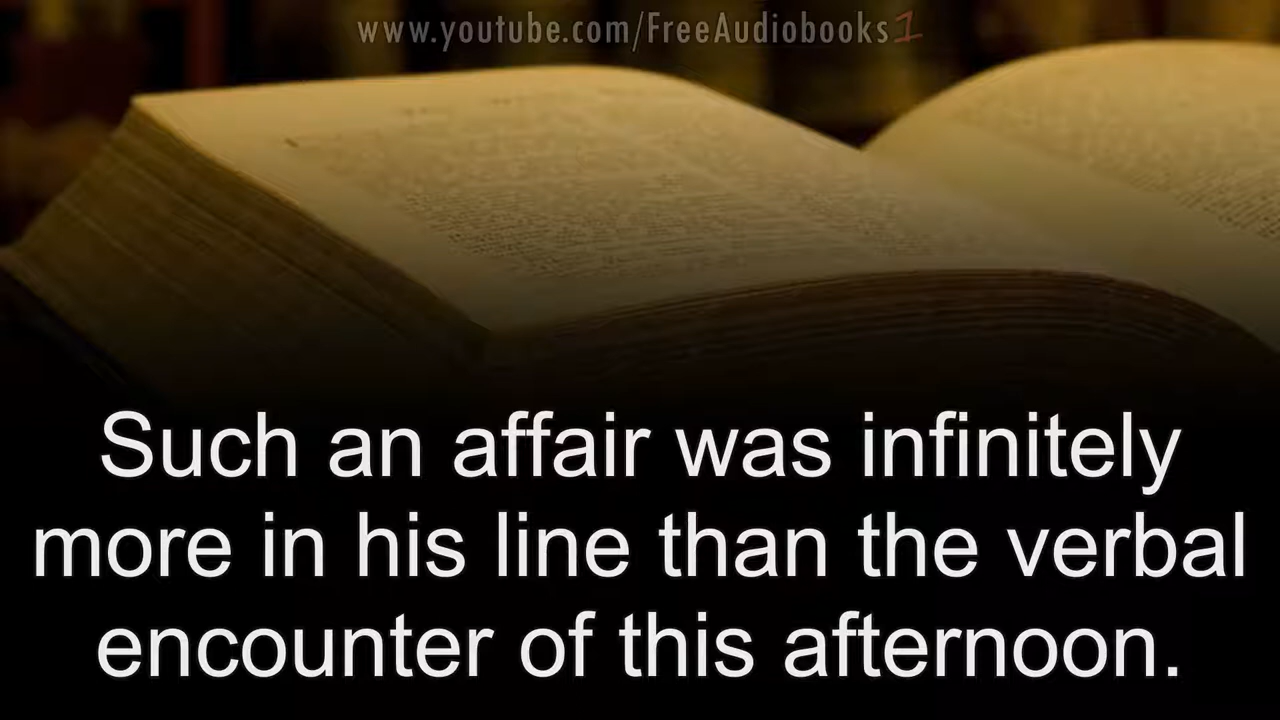 www.youtube.com/FreeAudiobooks1
Such an affair was infinitely
more in his line than the verbal
encounter of this afternoon.